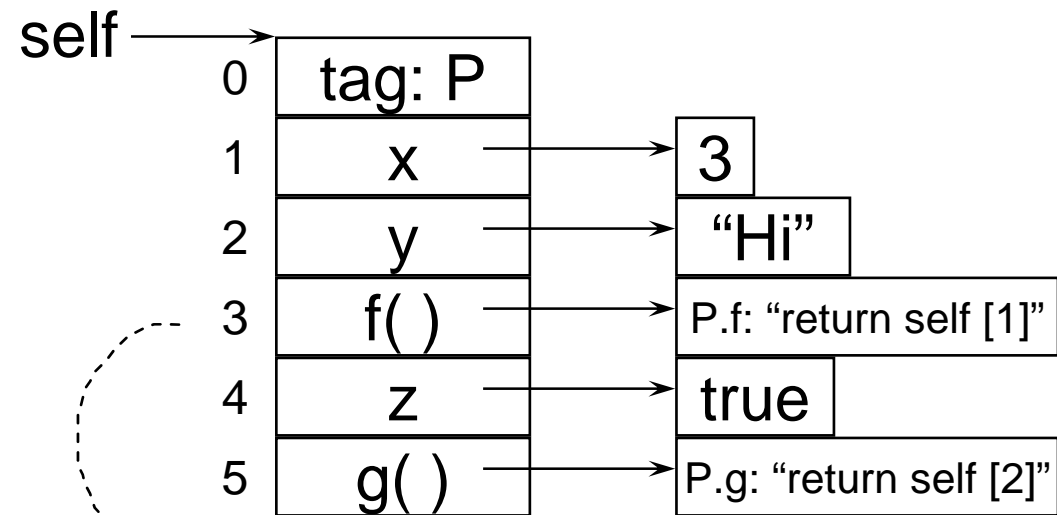 self
0 tag: P
1 x 3
2 y “Hi”
3 f( ) P.f: “return self [1]”
4 z true
5 g( ) P.g: “return self [2]”